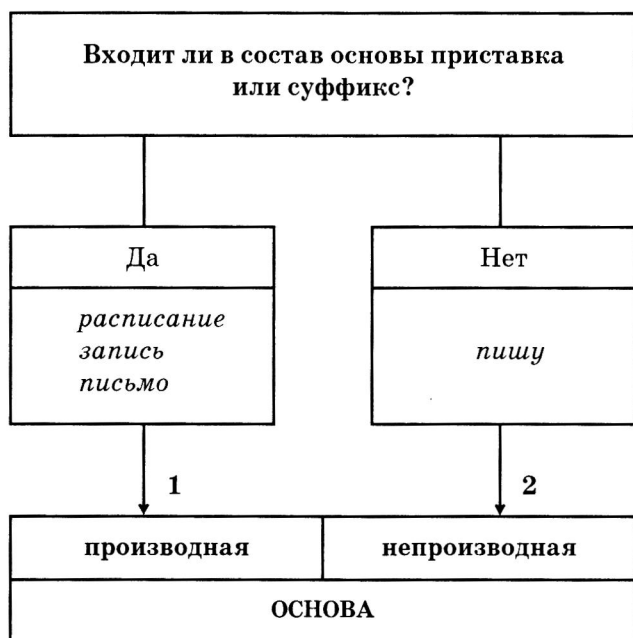 Входит ли в состав основы приставка
или суффикс?
Да
Нет
расписание
запись
письмо
пишу
1
2
производная
непроизводная
ОСНОВА